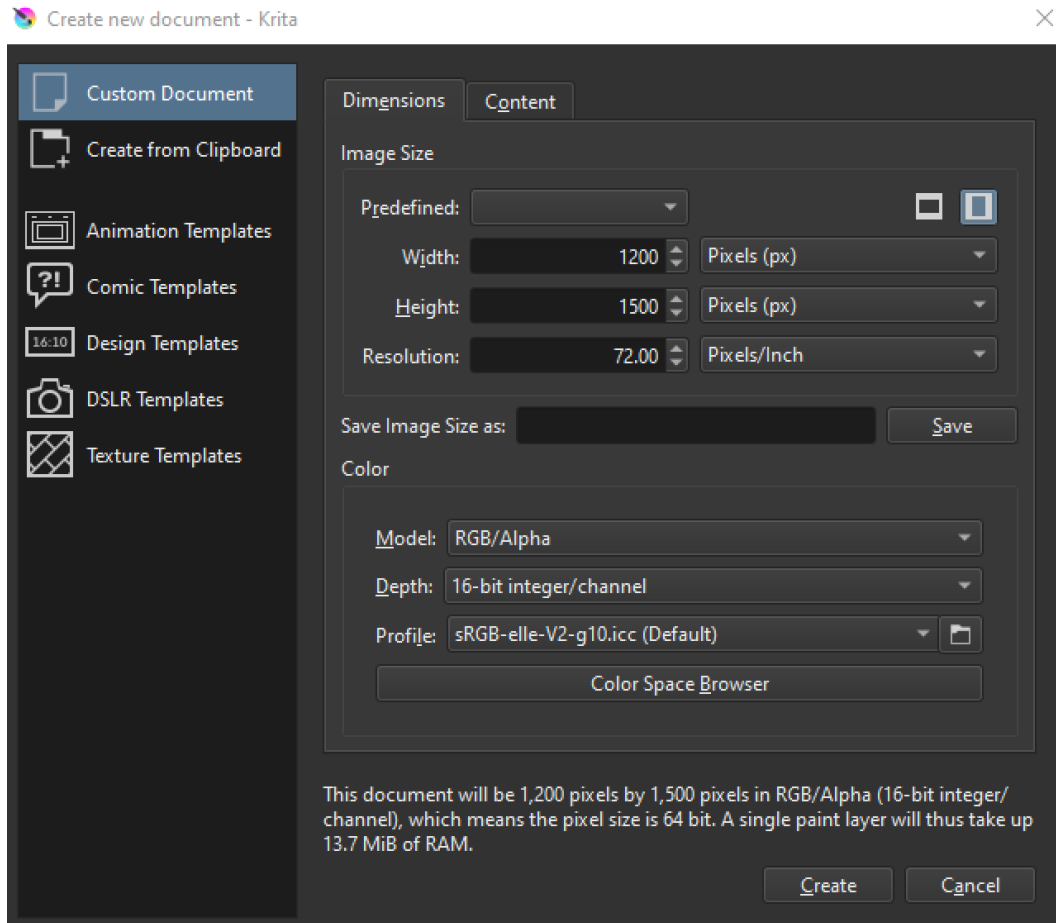 Create new document - Krita
Custom Document
Create from Clipboard
Animation Templates
?!
Comic Templates
16:10
Design Templates
DSLR Templates
Texture Templates
Dimensions
Content
Image Size
Predefined:
Width: 1200 Pixels (px)
Height: 1500 Pixels (px)
Resolution: 72.00 Pixels/Inch
Save Image Size as: Save
Color
Model: RGB/Alpha
Depth: 16-bit integer/channel
Profile: sRGB-elle-V2-g10.icc (Default)
Color Space Browser
This document will be 1,200 pixels by 1,500 pixels in RGB/Alpha (16-bit integer/
channel), which means the pixel size is 64 bit. A single paint layer will thus take up
13.7 MiB of RAM.
Create Cancel